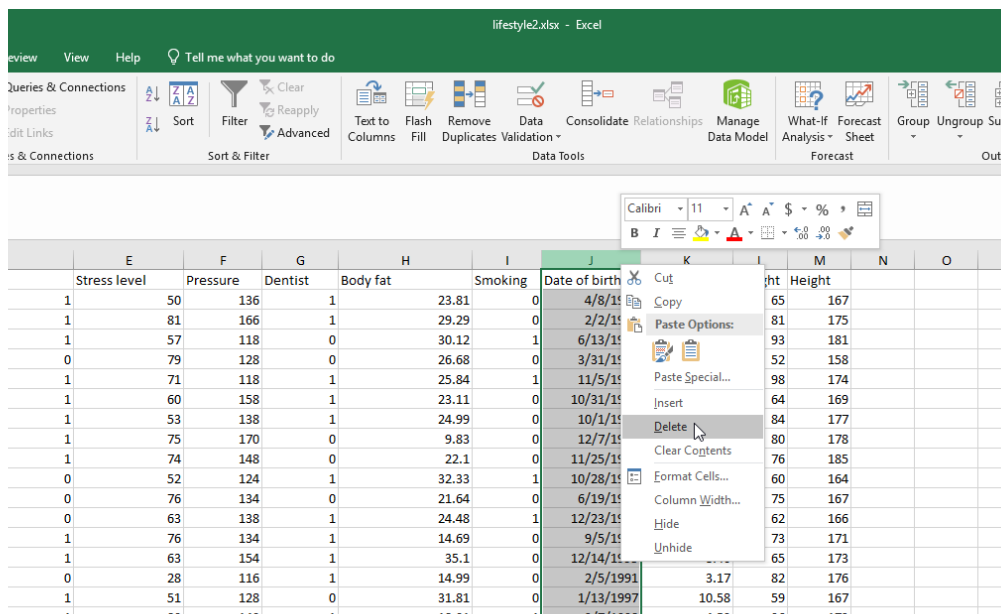 lifestyle2.xlsx - Excel
eview View Help Tell me what you want to do
Queries & Connections
Properties
Edit Links
s & Connections
Sort
Filter
Clear
Reapply
Advanced
Sort & Filter
Text to Columns
Flash Fill
Remove Duplicates
Data Validation
Consolidate
Relationships
Manage Data Model
Data Tools
What-If Analysis
Forecast Sheet
Forecast
Group
Ungroup
Su
Out
Calibri 11 A A $ % ,
B I A .00 .00
E F G H I J K L M N O
Stress level Pressure Dentist Body fat Smoking Date of birth ght Height
1 50 136 1 23.81 0 4/8/19 65 167
1 81 166 1 29.29 0 2/2/19 81 175
1 57 118 0 30.12 1 6/13/19 93 181
0 79 128 0 26.68 0 3/31/19 52 158
1 71 118 1 25.84 1 11/5/19 98 174
1 60 158 1 23.11 0 10/31/19 64 169
1 53 138 1 24.99 0 10/1/19 84 177
1 75 170 0 9.83 0 12/7/19 80 178
1 74 148 0 22.1 0 11/25/19 76 185
0 52 124 1 32.33 1 10/28/19 60 164
0 76 134 0 21.64 0 6/19/19 75 167
0 63 138 1 24.48 1 12/23/19 62 166
1 76 134 1 14.69 0 9/5/19 73 171
1 63 154 1 35.1 0 12/14/19 65 173
0 28 116 1 14.99 0 2/5/1991 3.17 82 176
1 51 128 0 31.81 0 1/13/1997 10.58 59 167
Cut
Copy
Paste Options:
Paste Special...
Insert
Delete
Clear Contents
Format Cells...
Column Width...
Hide
Unhide